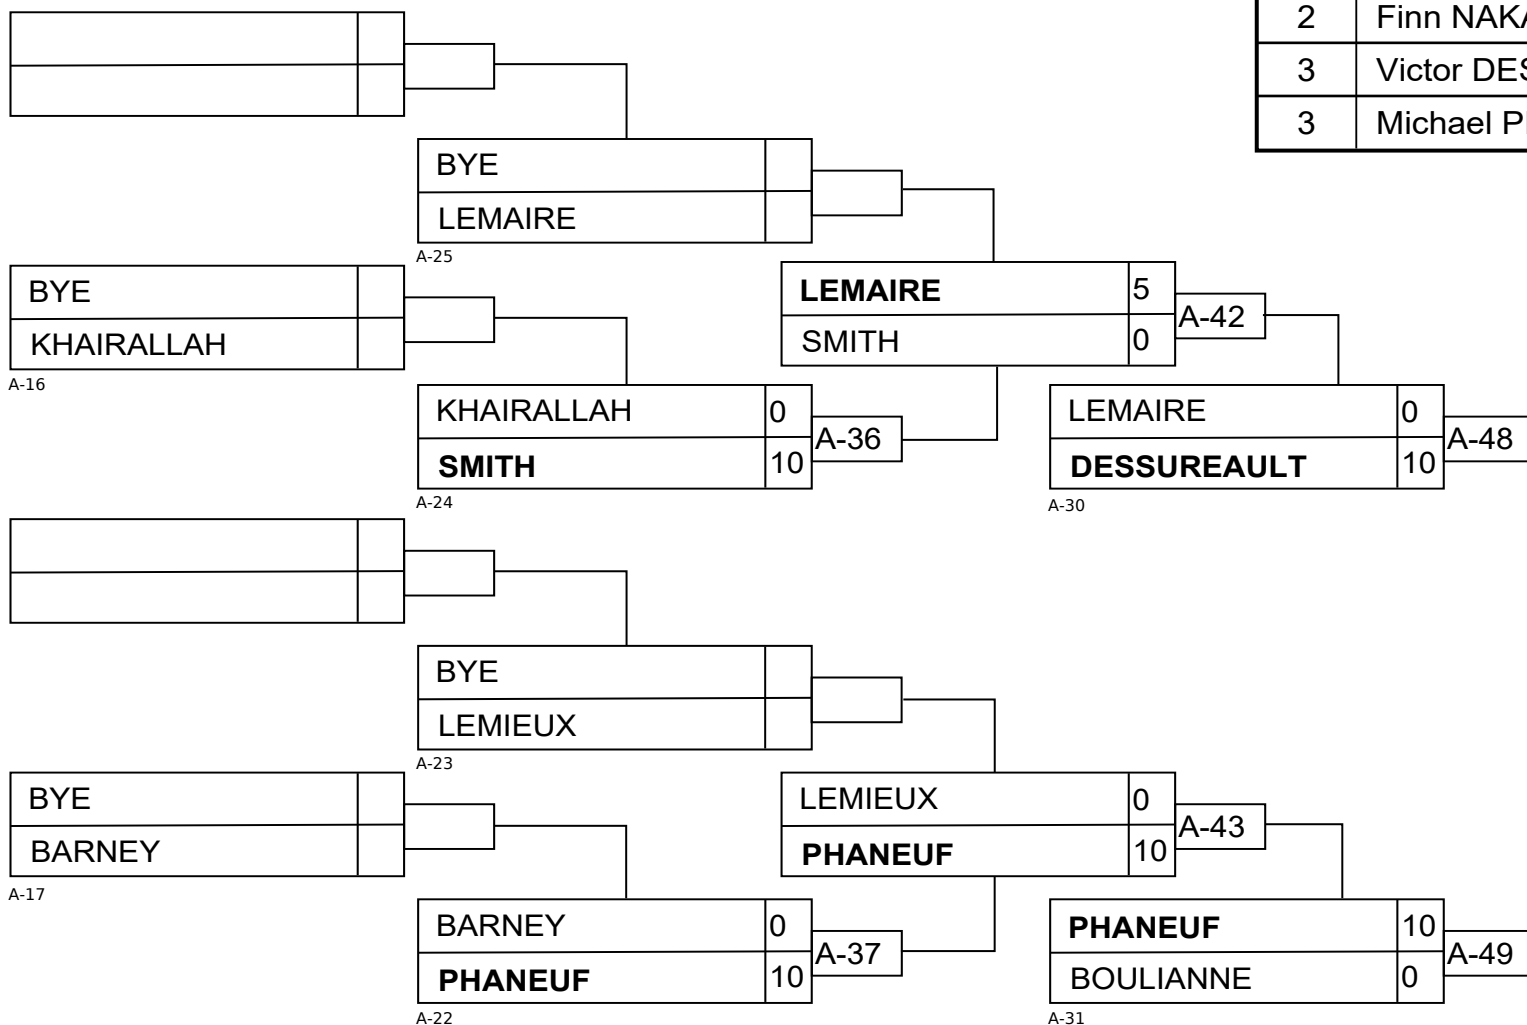 2 Finn
3 Victor
3 Michael
BYE
LEMAIRE
A-25
BYE
KHAIRALLAH
A-16
LEMAIRE 5
SMITH 0
A-42
KHAIRALLAH 0
SMITH 10
A-36
A-24
LEMAIRE 0
DESSUREAULT 10
A-48
A-30
BYE
LEMIEUX
A-23
BYE
BARNEY
A-17
LEMIEUX 0
PHANEUF 10
A-43
BARNEY 0
PHANEUF 10
A-37
A-22
PHANEUF 10
BOULIANNE 0
A-49
A-31